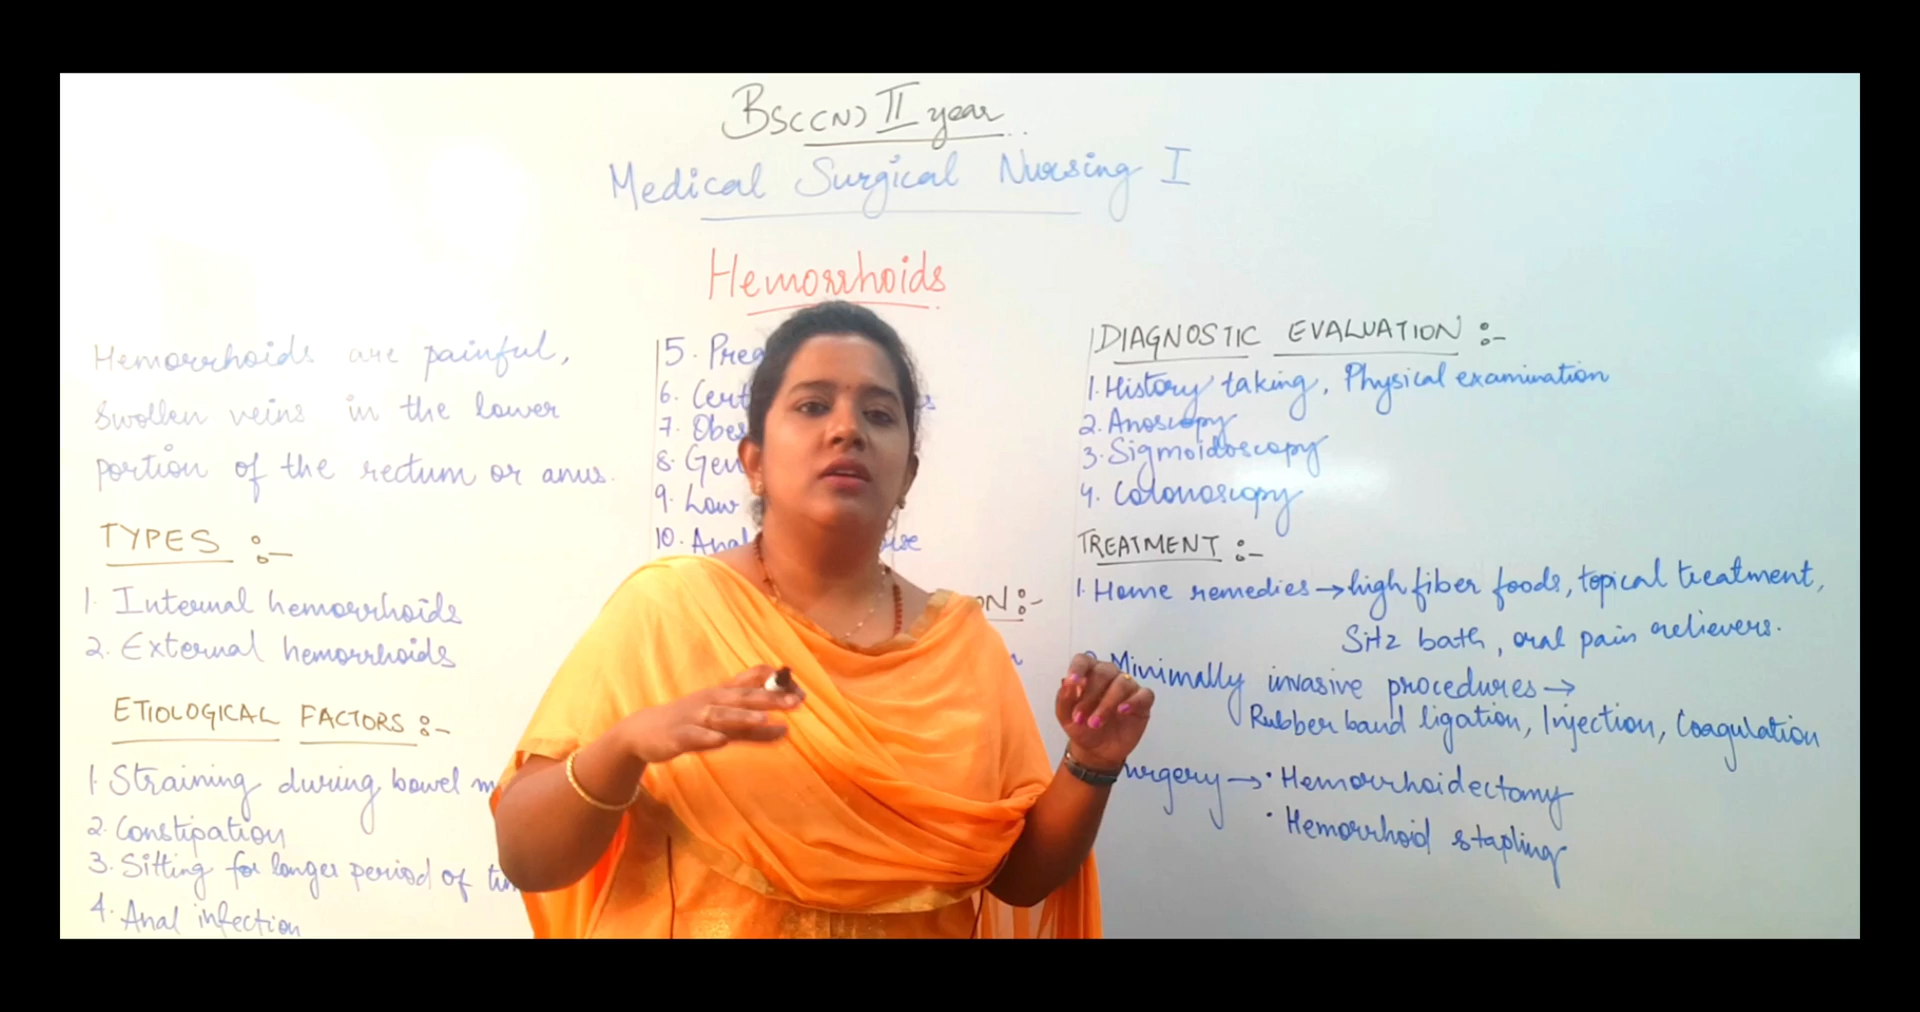 BSc(N) II year
Medical Surgical Nursing I
Hemorrhoids
Hemorrhoids are painful,
Swollen veins in the lower
portion of the rectum or anus.
TYPES :-
1. Internal hemorrhoids
2. External hemorrhoids
ETIOLOGICAL FACTORS :-
1. Straining during bowel
2. Constipation
3. Sitting for longer period of
4. Anal infection
5.
6.
7.
8.
9. Low
10. Anal
DIAGNOSTIC EVALUATION :-
1. History taking, Physical examination
2. Anoscopy
3. Sigmoidoscopy
4. Colonoscopy
TREATMENT :-
1. Home remedies → high fiber foods, topical treatment,
Sitz bath, oral pain relievers.
Minimally invasive procedures →
Rubber band ligation, Injection, Coagulation
urgery → • Hemorrhoidectomy
• Hemorrhoid stapling